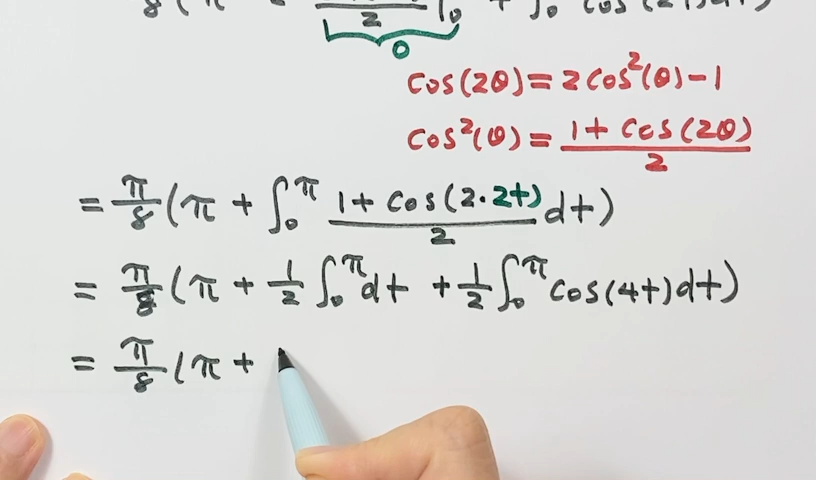 0
cos(2θ) = 2cos²(θ) - 1
cos²(θ) = 1 + cos(2θ) / 2
= π/8 (π + ∫₀^π 1 + cos(2·2t) / 2 dt)
= π/8 (π + 1/2 ∫₀^π dt + 1/2 ∫₀^π cos(4t) dt)
= π/8 (π +